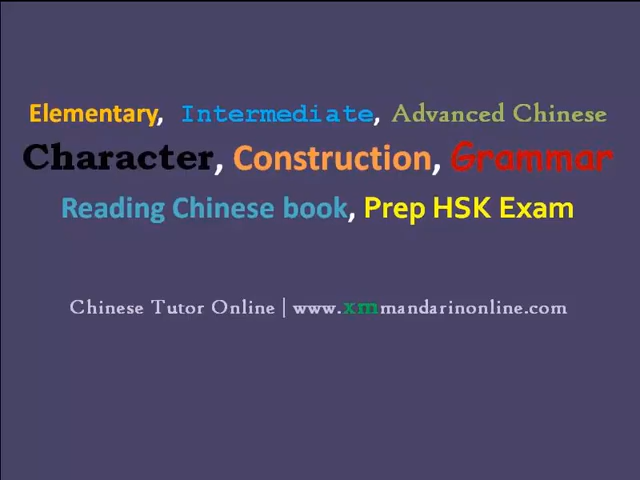 Elementary, Intermediate, Advanced Chinese
Character, Construction, Grammar
Reading Chinese book, Prep HSK Exam
Chinese Tutor Online | www.xmmandarinonline.com